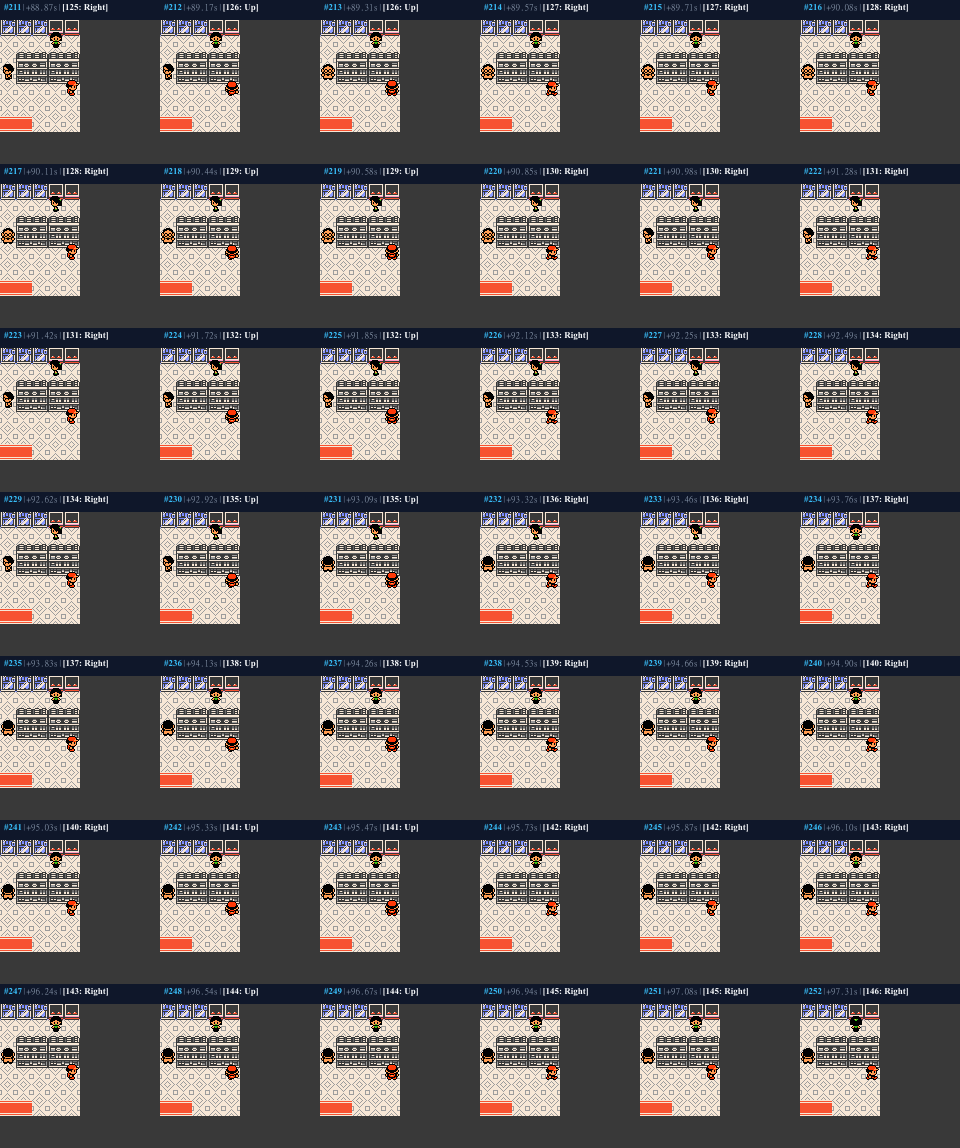 #211 | +88.87s | [125: Right] #212 | +89.17s | [126: Up] #213 | +89.31s | [126: Up] #214 | +89.57s | [127: Right] #215 | +89.71s | [127: Right] #216 | +90.08s | [128: Right]
#217 | +90.11s | [128: Right] #218 | +90.44s | [129: Up] #219 | +90.58s | [129: Up] #220 | +90.85s | [130: Right] #221 | +90.98s | [130: Right] #222 | +91.28s | [131: Right]
#223 | +91.42s | [131: Right] #224 | +91.72s | [132: Up] #225 | +91.85s | [132: Up] #226 | +92.12s | [133: Right] #227 | +92.25s | [133: Right] #228 | +92.49s | [134: Right]
#229 | +92.62s | [134: Right] #230 | +92.92s | [135: Up] #231 | +93.09s | [135: Up] #232 | +93.32s | [136: Right] #233 | +93.46s | [136: Right] #234 | +93.76s | [137: Right]
#235 | +93.83s | [137: Right] #236 | +94.13s | [138: Up] #237 | +94.26s | [138: Up] #238 | +94.53s | [139: Right] #239 | +94.66s | [139: Right] #240 | +94.90s | [140: Right]
#241 | +95.03s | [140: Right] #242 | +95.33s | [141: Up] #243 | +95.47s | [141: Up] #244 | +95.73s | [142: Right] #245 | +95.87s | [142: Right] #246 | +96.10s | [143: Right]
#247 | +96.24s | [143: Right] #248 | +96.54s | [144: Up] #249 | +96.67s | [144: Up] #250 | +96.94s | [145: Right] #251 | +97.08s | [145: Right] #252 | +97.31s | [146: Right]